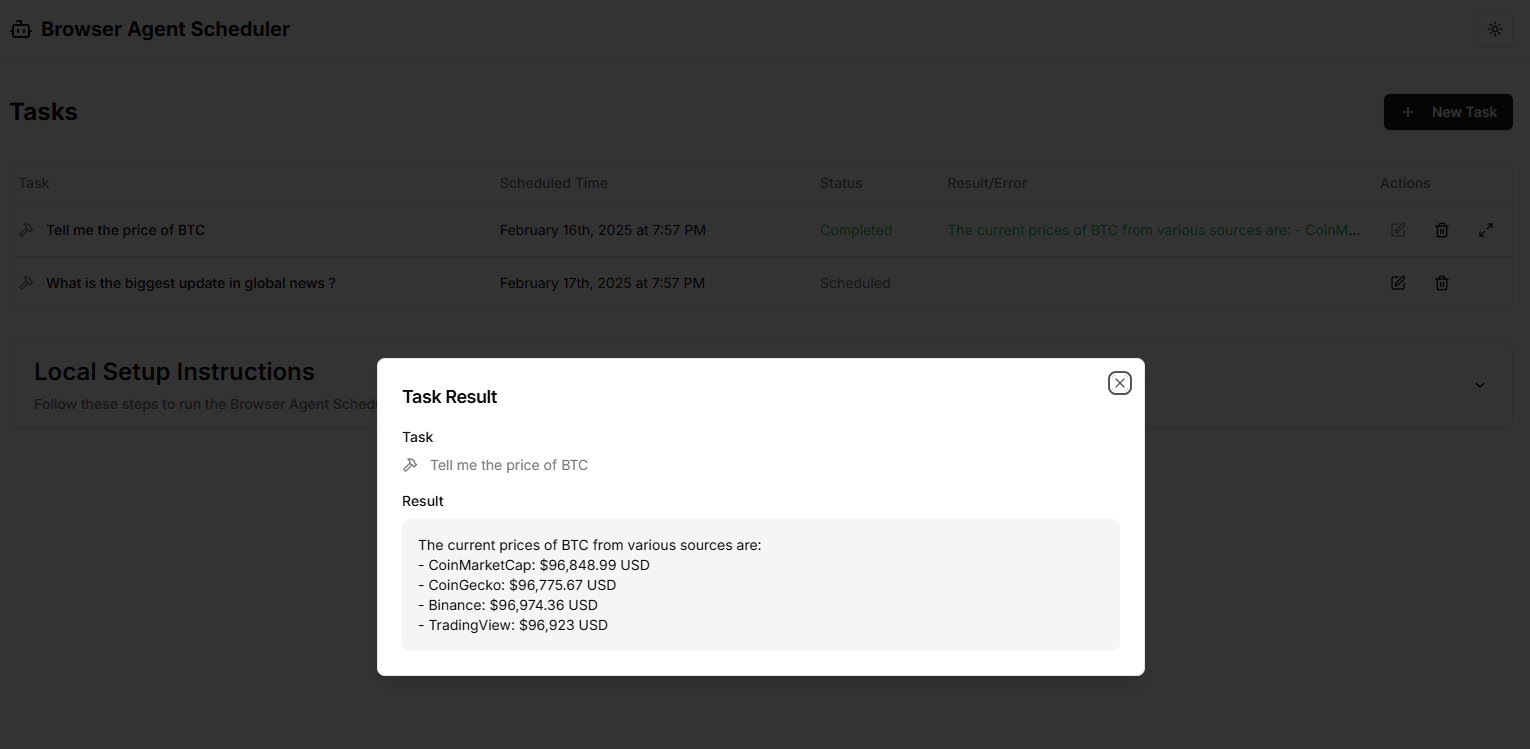 Browser Agent Scheduler
Tasks
New Task
Task Scheduled Time Status Result/Error Actions
Tell me the price of BTC February 16th, 2025 at 7:57 PM Completed The current prices of BTC from various sources are: - CoinM...
What is the biggest update in global news ? February 17th, 2025 at 7:57 PM Scheduled
Local Setup Instructions
Follow these steps to run the Browser Agent Sched
Task Result
Task
Tell me the price of BTC
Result
The current prices of BTC from various sources are:
- CoinMarketCap: $96,848.99 USD
- CoinGecko: $96,775.67 USD
- Binance: $96,974.36 USD
- TradingView: $96,923 USD